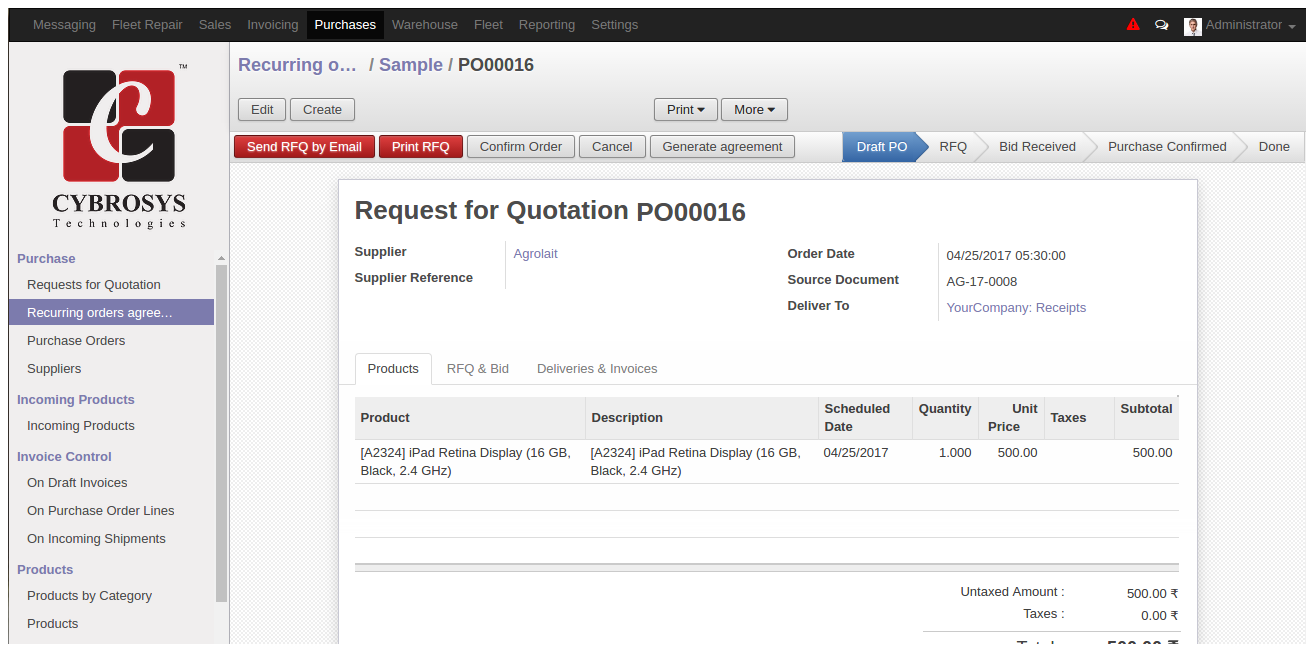 Messaging Fleet Repair Sales Invoicing Purchases Warehouse Fleet Reporting Settings Administrator
TM
CYBROSYS
Technologies
Purchase
Requests for Quotation
Recurring orders agree...
Purchase Orders
Suppliers
Incoming Products
Incoming Products
Invoice Control
On Draft Invoices
On Purchase Order Lines
On Incoming Shipments
Products
Products by Category
Products
Recurring o... / Sample / PO00016
Edit Create Print More
Send RFQ by Email Print RFQ Confirm Order Cancel Generate agreement Draft PO RFQ Bid Received Purchase Confirmed Done
Request for Quotation PO00016
Supplier Agrolait
Supplier Reference
Order Date 04/25/2017 05:30:00
Source Document AG-17-0008
Deliver To YourCompany: Receipts
Products RFQ & Bid Deliveries & Invoices
Product Description Scheduled Date Quantity Unit Price Taxes Subtotal
[A2324] iPad Retina Display (16 GB, [A2324] iPad Retina Display (16 GB, 04/25/2017 1.000 500.00 500.00
Black, 2.4 GHz) Black, 2.4 GHz)
Untaxed Amount : 500.00 ₹
Taxes : 0.00 ₹